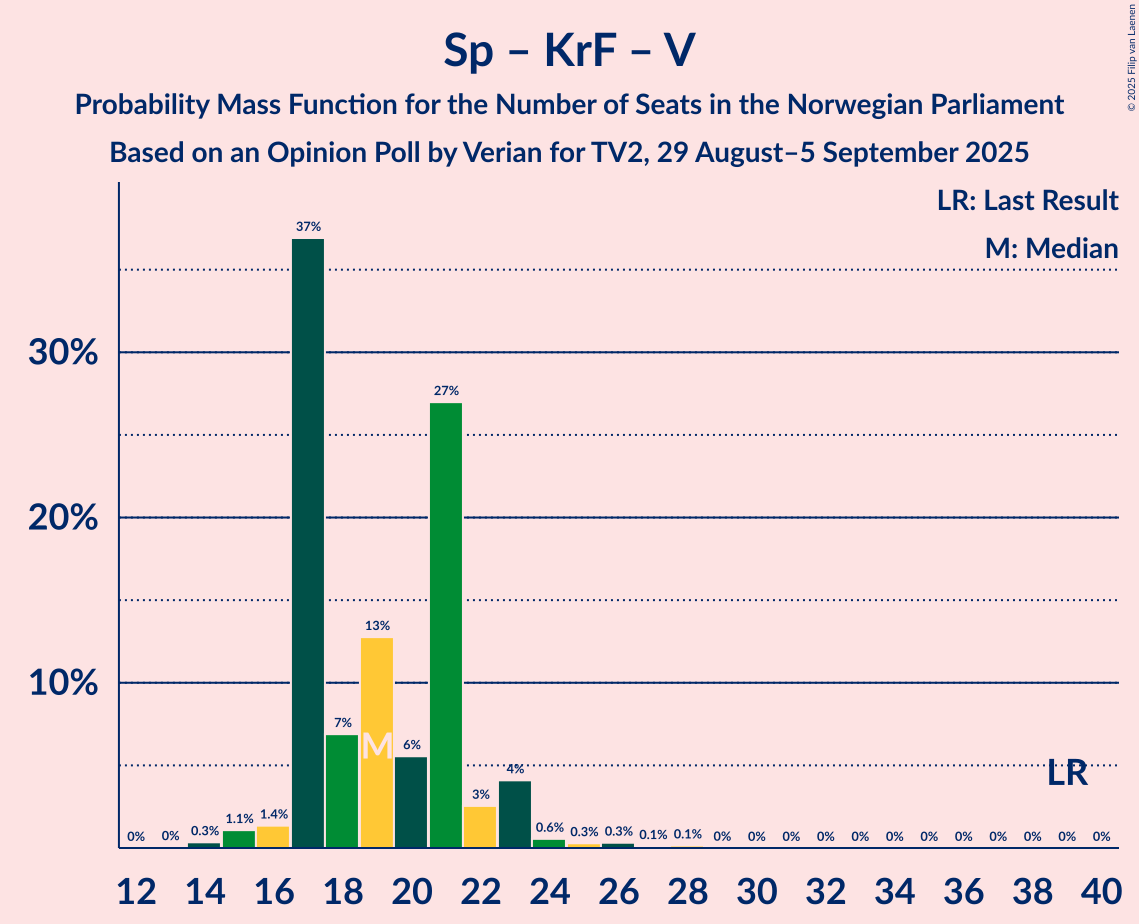 © 2025 Filip van Laenen
Sp – KrF – V
Probability Mass Function for the Number of Seats in the Norwegian Parliament
Based on an Opinion Poll by Verian for TV2, 29 August–5 September 2025
LR: Last Result
M: Median
37%
30%
27%
20%
13%
10%
7%
M
6%
4%
LR
3%
0% 0% 0.3% 1.1% 1.4% 0.6% 0.3% 0.3% 0.1% 0.1% 0% 0% 0% 0% 0% 0% 0% 0% 0% 0% 0% 0%
12 14 16 18 20 22 24 26 28 30 32 34 36 38 40